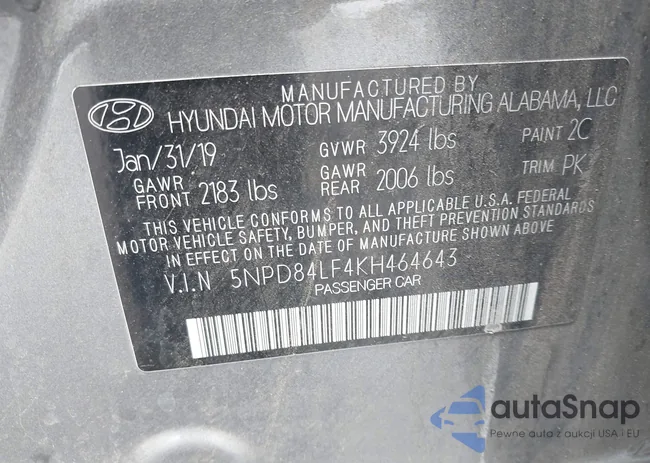 MANUFACTURED BY
HYUNDAI MOTOR MANUFACTURING ALABAMA, LLC
Jan/31/19 GVWR 3924 lbs PAINT 2C
GAWR FRONT 2183 lbs GAWR REAR 2006 lbs TRIM PK
THIS VEHICLE CONFORMS TO ALL APPLICABLE U.S.A. FEDERAL
MOTOR VEHICLE SAFETY, BUMPER, AND THEFT PREVENTION STANDARDS
IN EFFECT ON THE DATE OF MANUFACTURE SHOWN ABOVE
V.I.N 5NPD84LF4KH464643
PASSENGER CAR
autaSnap
Pewne auta z aukcji USA i EU